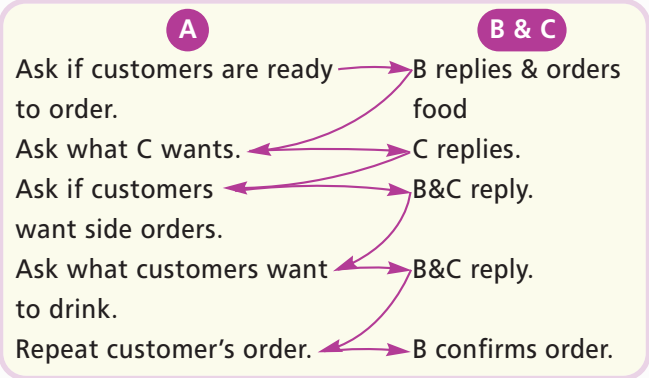 A B & C
Ask if customers are ready B replies & orders
to order. food
Ask what C wants. C replies.
Ask if customers B&C reply.
want side orders.
Ask what customers want B&C reply.
to drink.
Repeat customer’s order. B confirms order.